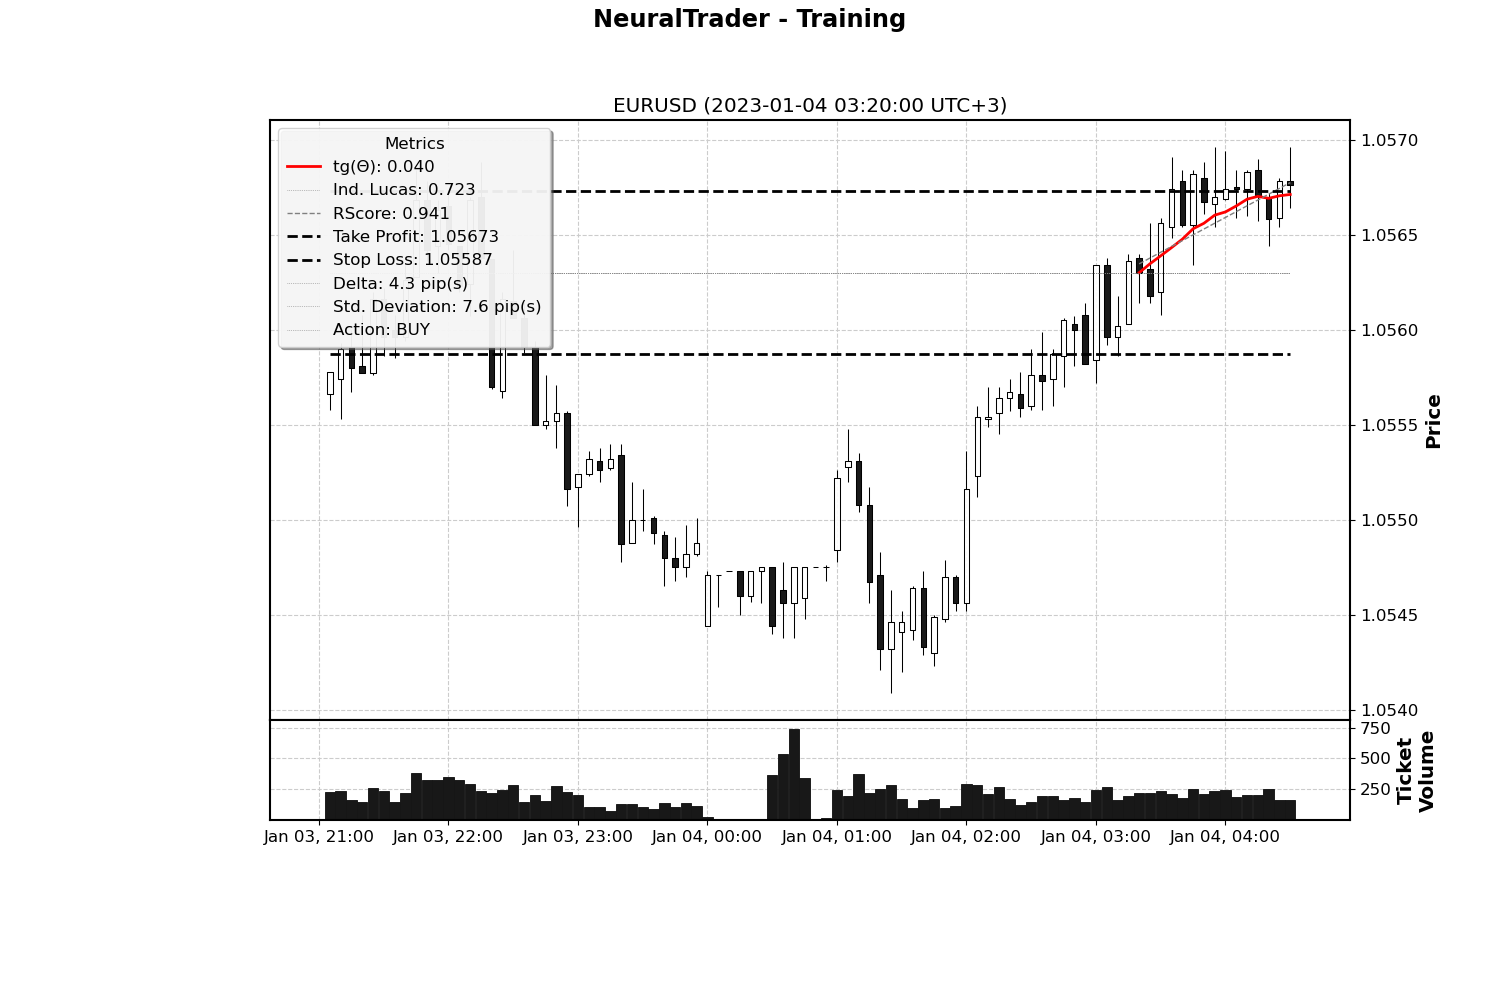 NeuralTrader - Training
EURUSD (2023-01-04 03:20:00 UTC+3)
Metrics
tg(Θ): 0.040
Ind. Lucas: 0.723
RScore: 0.941
Take Profit: 1.05673
Stop Loss: 1.05587
Delta: 4.3 pip(s)
Std. Deviation: 7.6 pip(s)
Action: BUY
1.0570
1.0565
1.0560
1.0555
1.0550
1.0545
1.0540
Price
750
500
250
Ticket
Volume
Jan 03, 21:00
Jan 03, 22:00
Jan 03, 23:00
Jan 04, 00:00
Jan 04, 01:00
Jan 04, 02:00
Jan 04, 03:00
Jan 04, 04:00